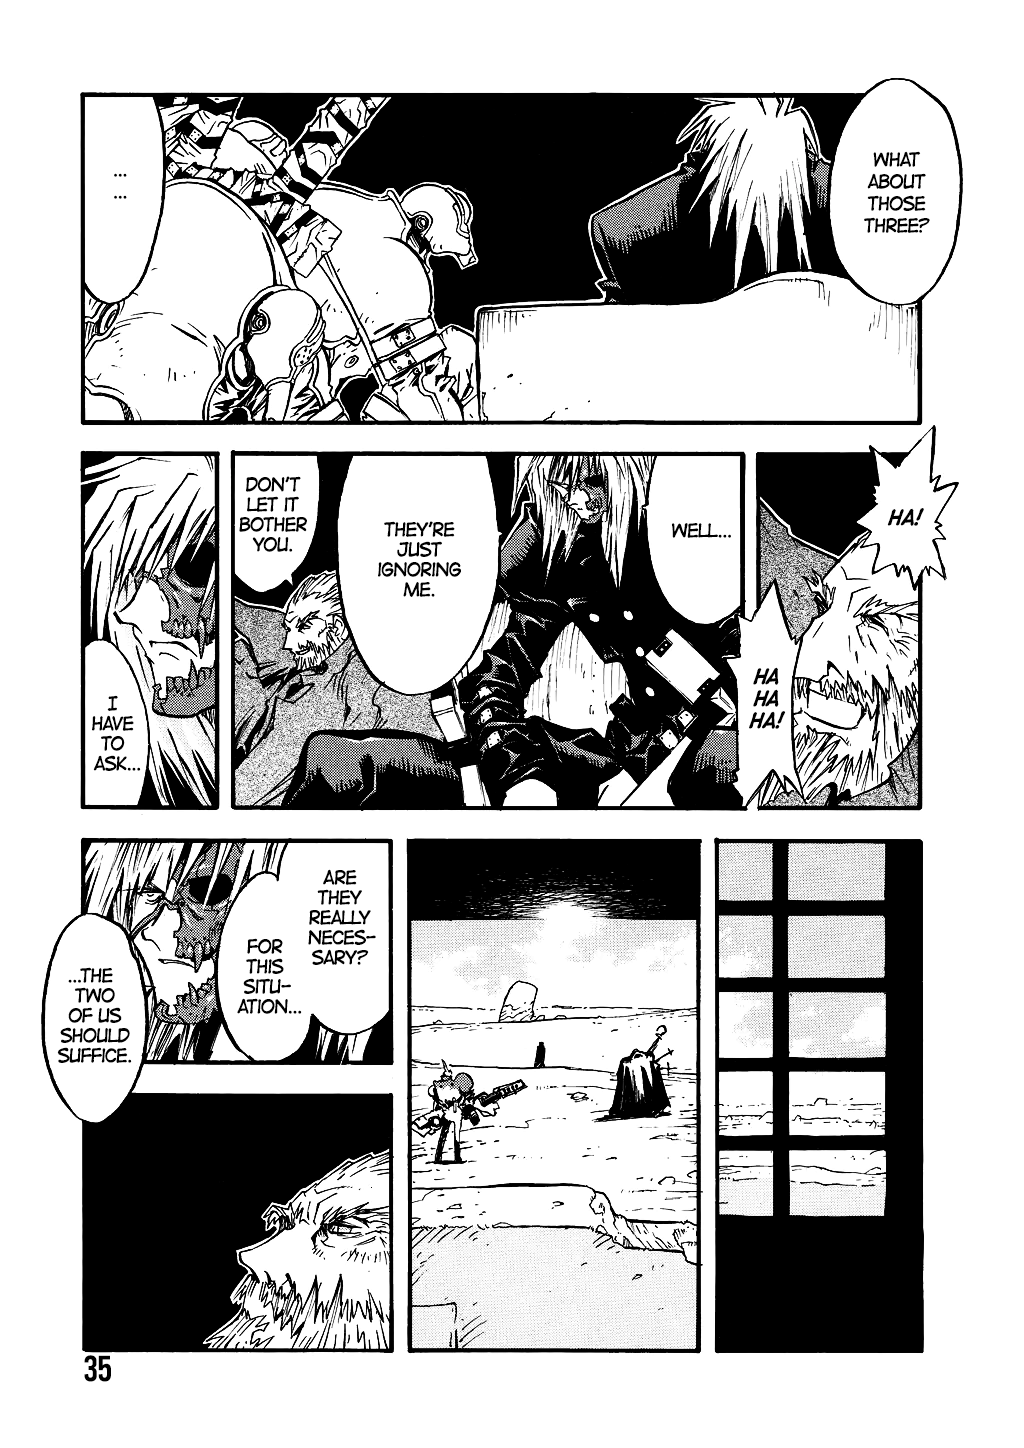 WHAT
ABOUT
THOSE
THREE?
...
...
HA!
HA
HA
HA!
WELL...
THEY'RE
JUST
IGNORING
ME.
DON'T
LET IT
BOTHER
YOU.
I
HAVE
TO
ASK...
ARE
THEY
REALLY
NECES-
SARY?
FOR
THIS
SITU-
ATION...
...THE
TWO
OF US
SHOULD
SUFFICE.
35